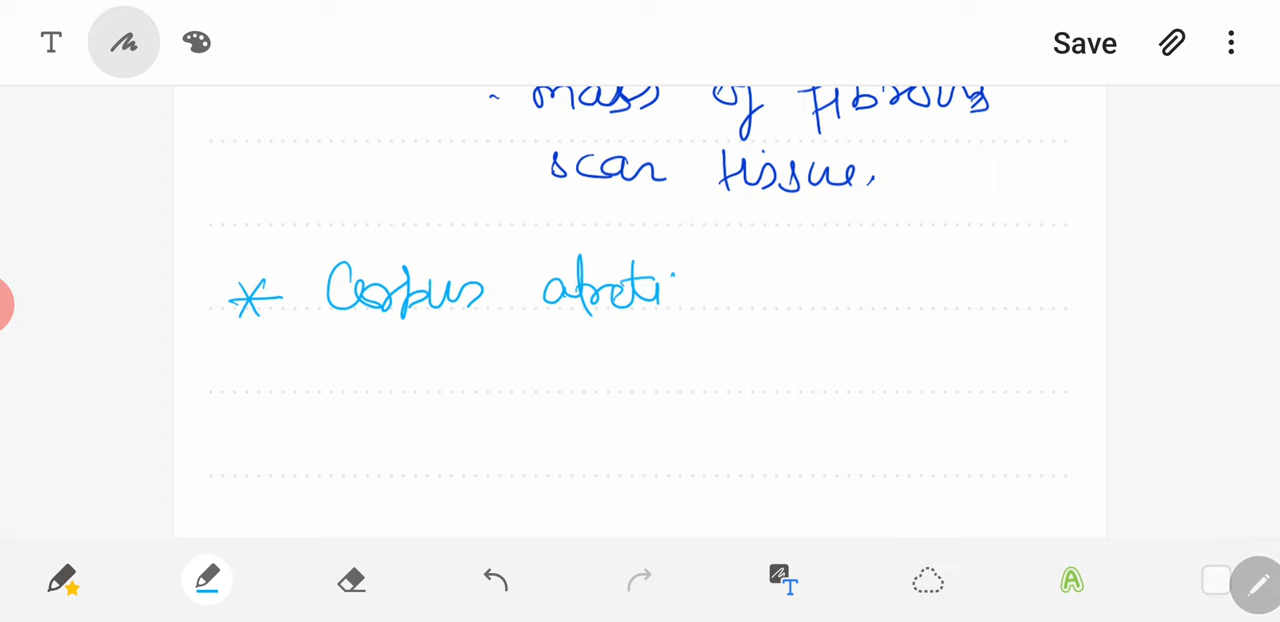 T Save
mass of fibrous
scar tissue.
* Corpus atreti
T
A